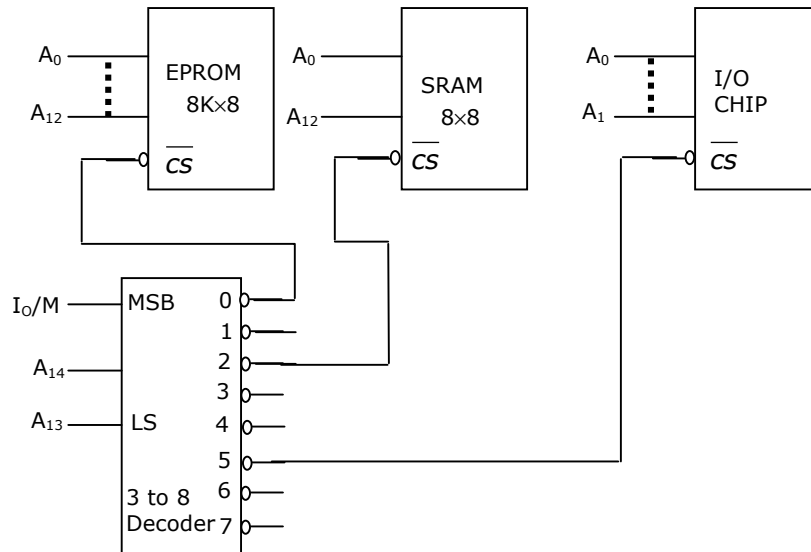 A₀
EPROM
8K×8
A₁₂
CS
A₀
SRAM
A₁₂
8×8
CS
A₀
I/O
CHIP
A₁
CS
I₀/M
MSB
0
1
A₁₄
2
3
A₁₃
LS
4
5
3 to 8
6
Decoder
7